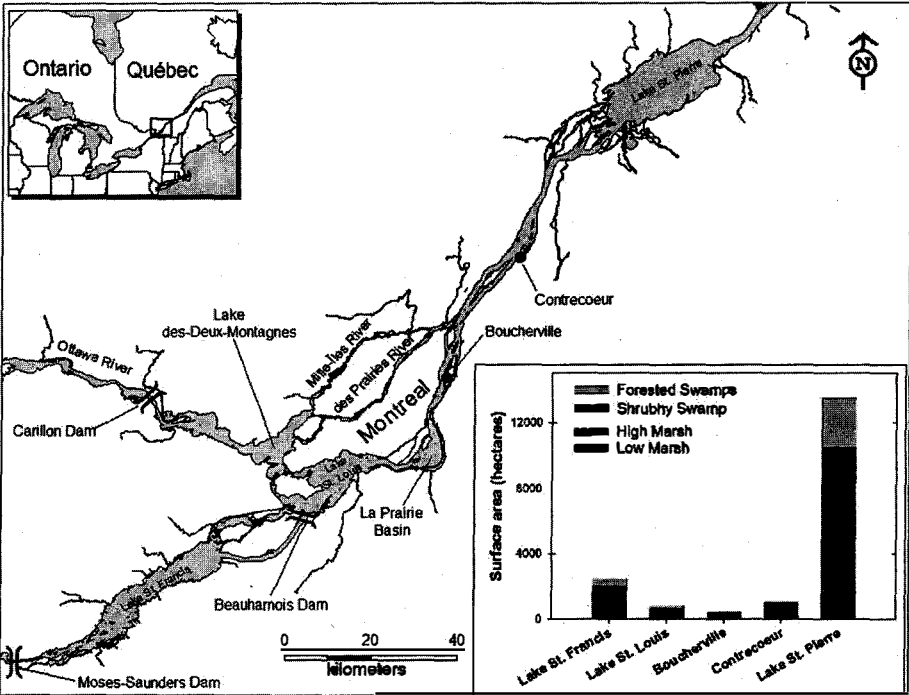 Ontario
Québec
N
Lake St. Pierre
Contrecoeur
Boucherville
Lake
des-Deux-Montagnes
Mille-Îles River
des Prairies River
Montreal
Ottawa River
Carillon Dam
Lake
St. Louis
La Prairie
Basin
Lake St. Francis
Beauharnois Dam
Moses-Saunders Dam
0 20 40
kilometers
Surface area (hectares)
12000
8000
4000
0
Forested Swamps
Shrubhy Swamp
High Marsh
Low Marsh
Lake St. Francis
Lake St. Louis
Boucherville
Contrecoeur
Lake St. Pierre